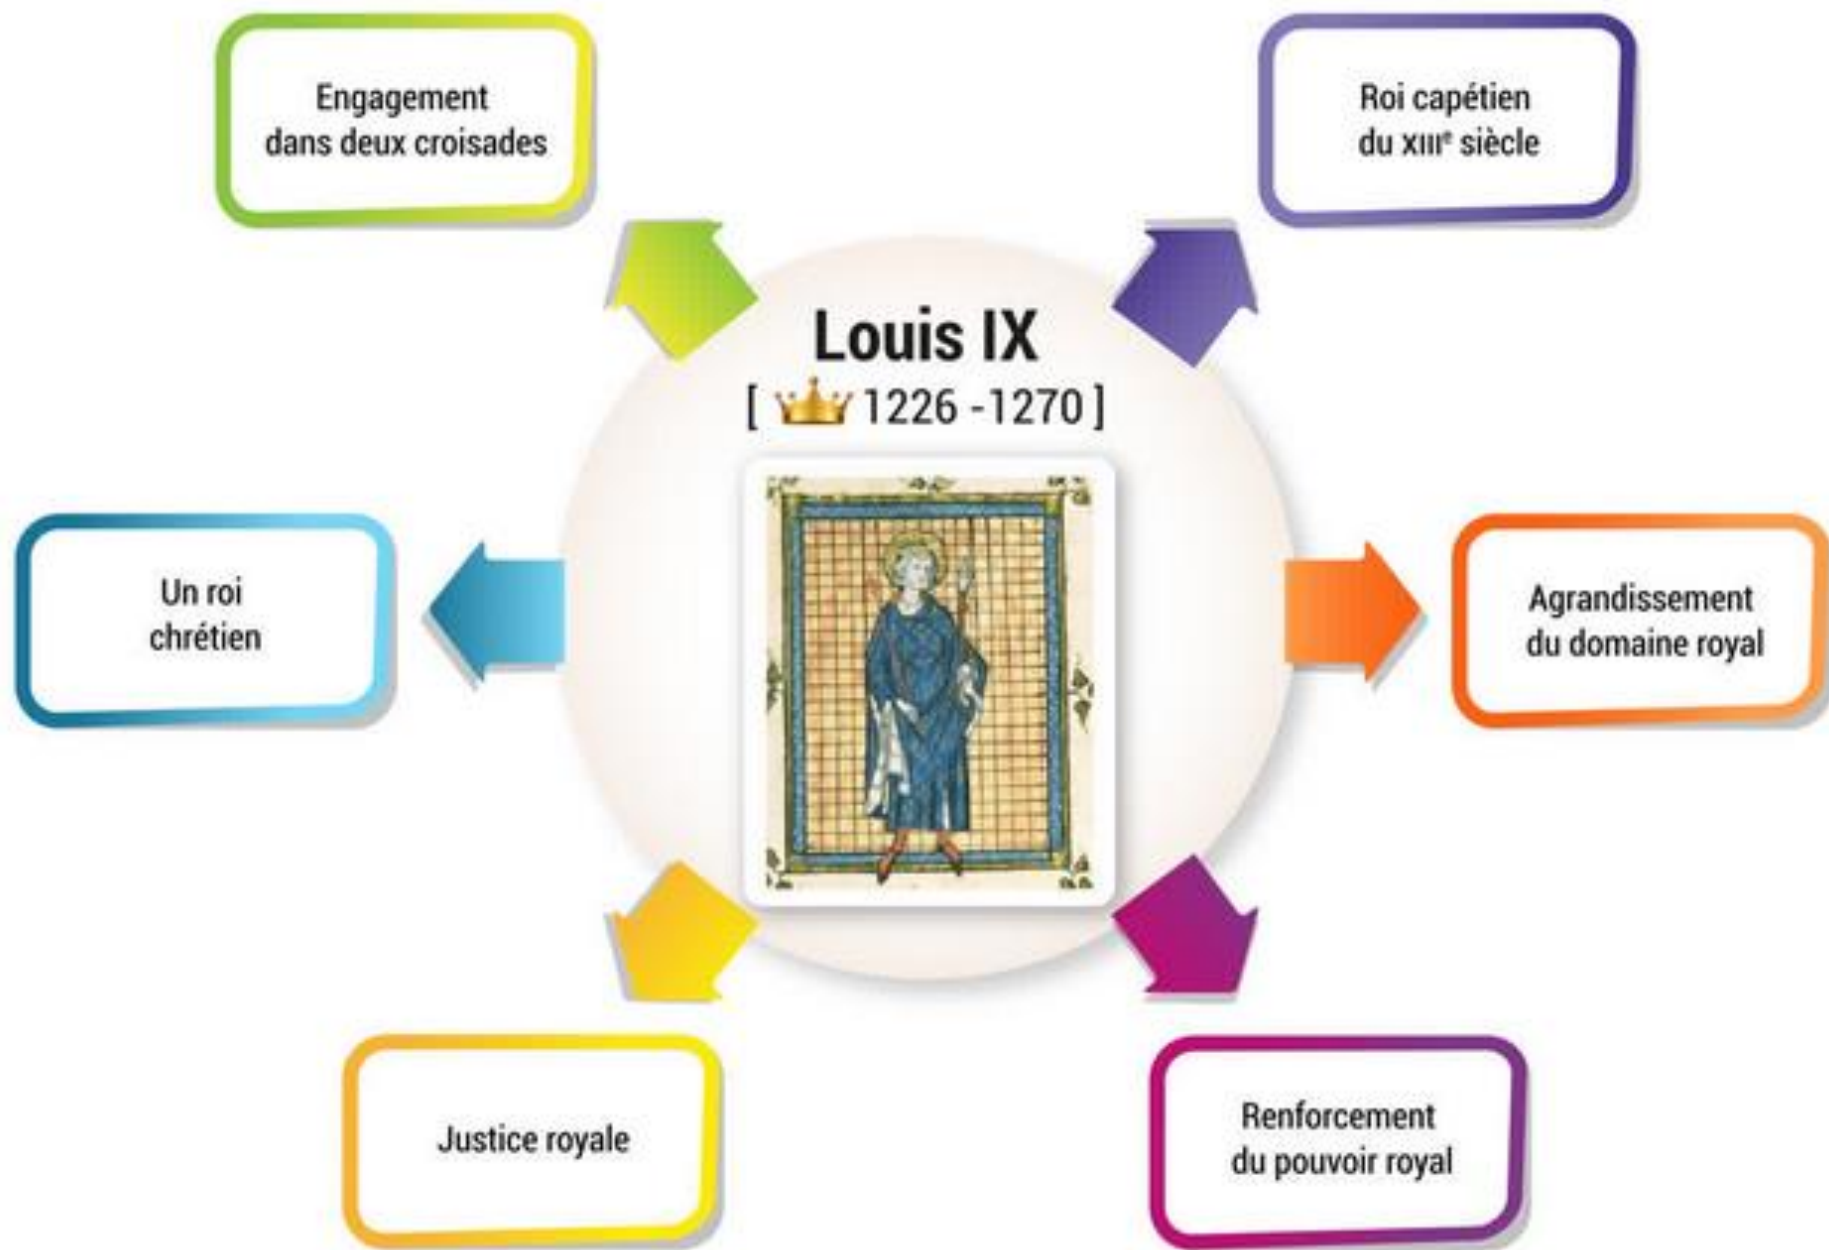 Engagement
dans deux croisades
Roi capétien
du XIIIᵉ siècle
Louis IX
[ 1226 - 1270 ]
Un roi
chrétien
Agrandissement
du domaine royal
Justice royale
Renforcement
du pouvoir royal